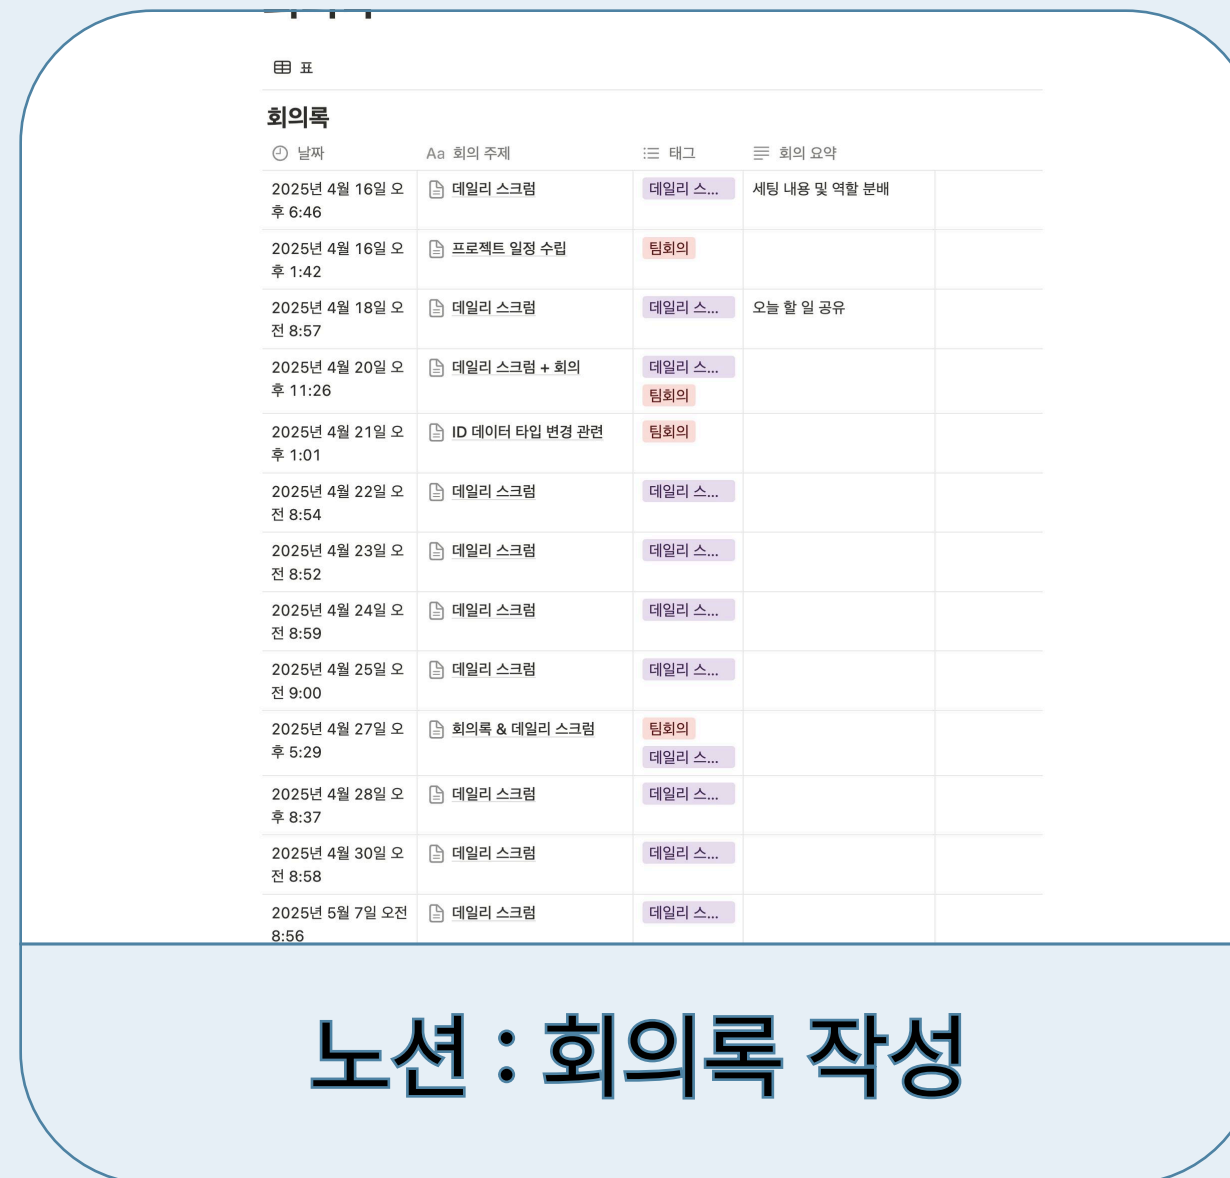 표
회의록
날짜 Aa 회의 주제 태그 회의 요약
2025년 4월 16일 오 데일리 스크럼 데일리 스... 세팅 내용 및 역할 분배
후 6:46
2025년 4월 16일 오 프로젝트 일정 수립 팀회의
후 1:42
2025년 4월 18일 오 데일리 스크럼 데일리 스... 오늘 할 일 공유
전 8:57
2025년 4월 20일 오 데일리 스크럼 + 회의 데일리 스...
후 11:26 팀회의
2025년 4월 21일 오 ID 데이터 타입 변경 관련 팀회의
후 1:01
2025년 4월 22일 오 데일리 스크럼 데일리 스...
전 8:54
2025년 4월 23일 오 데일리 스크럼 데일리 스...
전 8:52
2025년 4월 24일 오 데일리 스크럼 데일리 스...
전 8:59
2025년 4월 25일 오 데일리 스크럼 데일리 스...
전 9:00
2025년 4월 27일 오 회의록 & 데일리 스크럼 팀회의
후 5:29 데일리 스...
2025년 4월 28일 오 데일리 스크럼 데일리 스...
후 8:37
2025년 4월 30일 오 데일리 스크럼 데일리 스...
전 8:58
2025년 5월 7일 오전 데일리 스크럼 데일리 스...
8:56
노션 : 회의록 작성